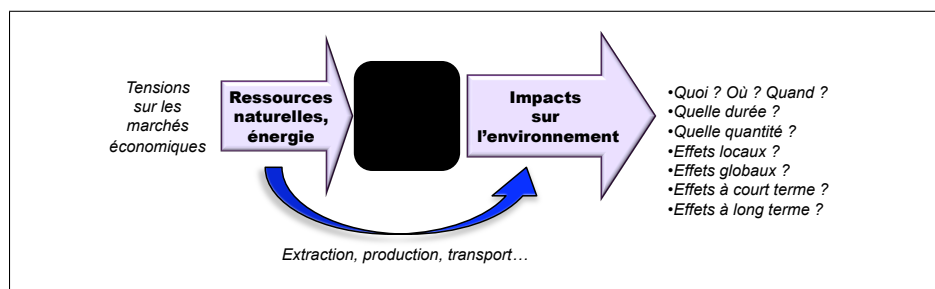 Tensions
sur les
marchés
économiques
Ressources
naturelles,
énergie
Impacts
sur
l'environnement
•Quoi ? Où ? Quand ?
•Quelle durée ?
•Quelle quantité ?
•Effets locaux ?
•Effets globaux ?
•Effets à court terme ?
•Effets à long terme ?
Extraction, production, transport…